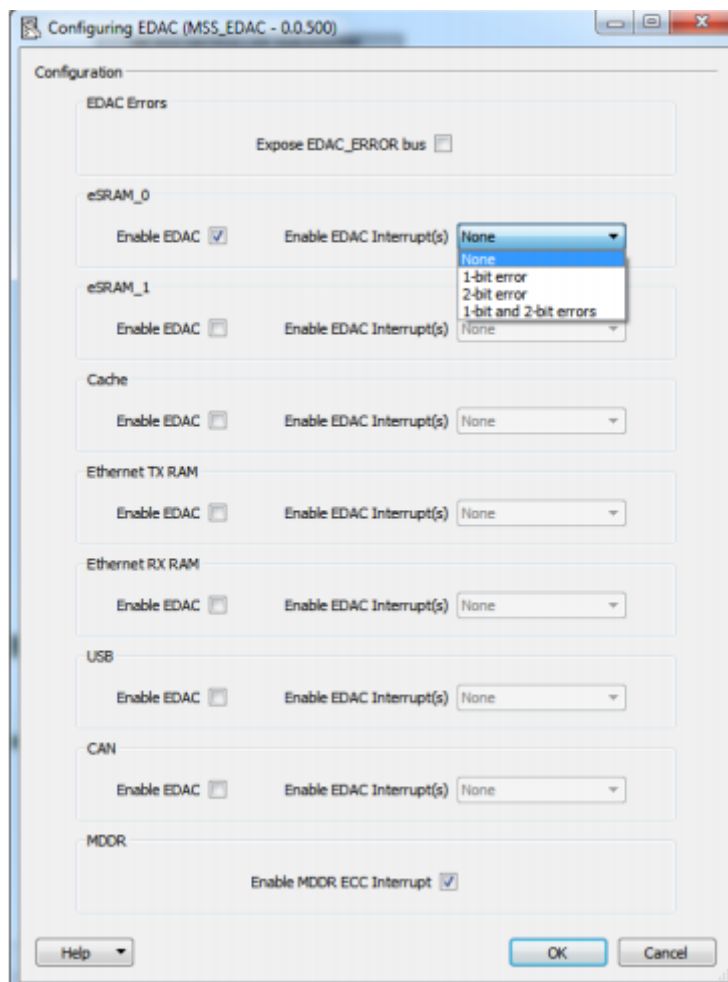 Configuring EDAC (MSS_EDAC - 0.0.500)
Configuration
EDAC Errors
Expose EDAC_ERROR bus
eSRAM_0
Enable EDAC Enable EDAC Interrupt(s) None
None
1-bit error
2-bit error
1-bit and 2-bit errors
eSRAM_1
Enable EDAC Enable EDAC Interrupt(s) None
Cache
Enable EDAC Enable EDAC Interrupt(s) None
Ethernet TX RAM
Enable EDAC Enable EDAC Interrupt(s) None
Ethernet RX RAM
Enable EDAC Enable EDAC Interrupt(s) None
USB
Enable EDAC Enable EDAC Interrupt(s) None
CAN
Enable EDAC Enable EDAC Interrupt(s) None
MDDR
Enable MDDR ECC Interrupt
Help OK Cancel